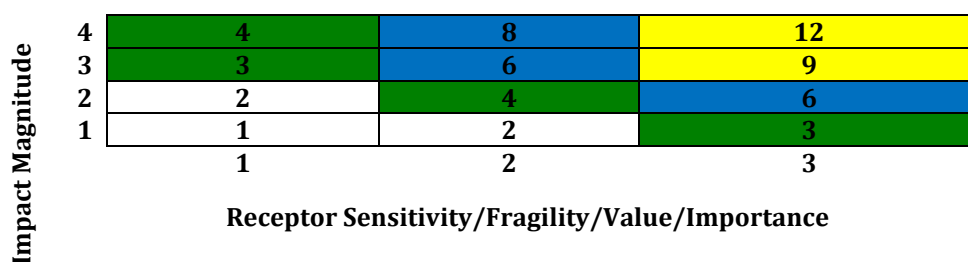 4 4 8 12
3 3 6 9
2 2 4 6
1 1 2 3
1 2 3
Receptor Sensitivity/Fragility/Value/Importance
Impact Magnitude